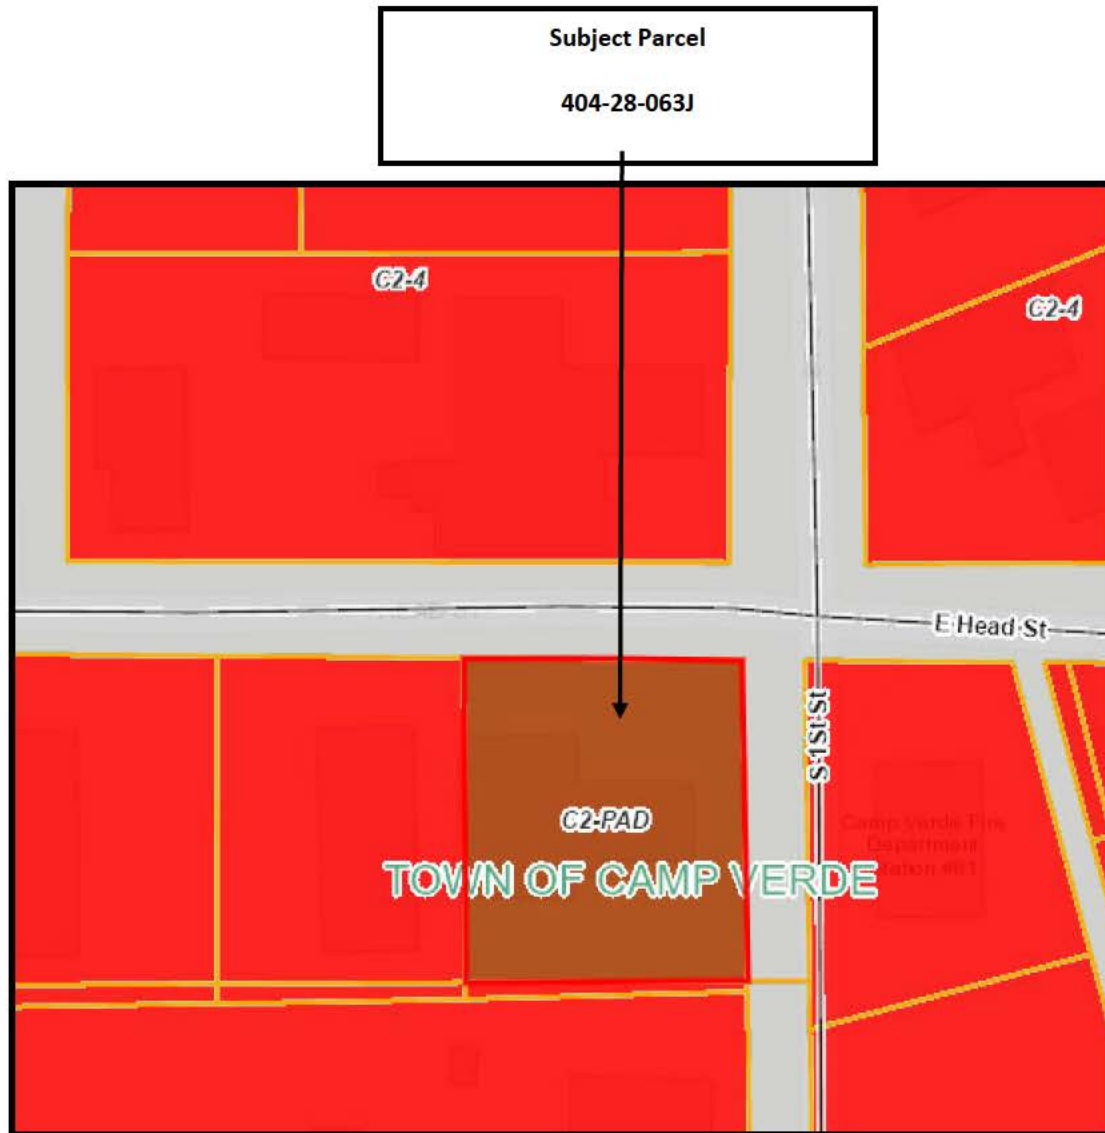 Subject Parcel
404-28-063J
C2-4
C2-4
E Head St
S 1St St
C2-PAD
Camp Verde Fire
Department
TOWN OF CAMP VERDE